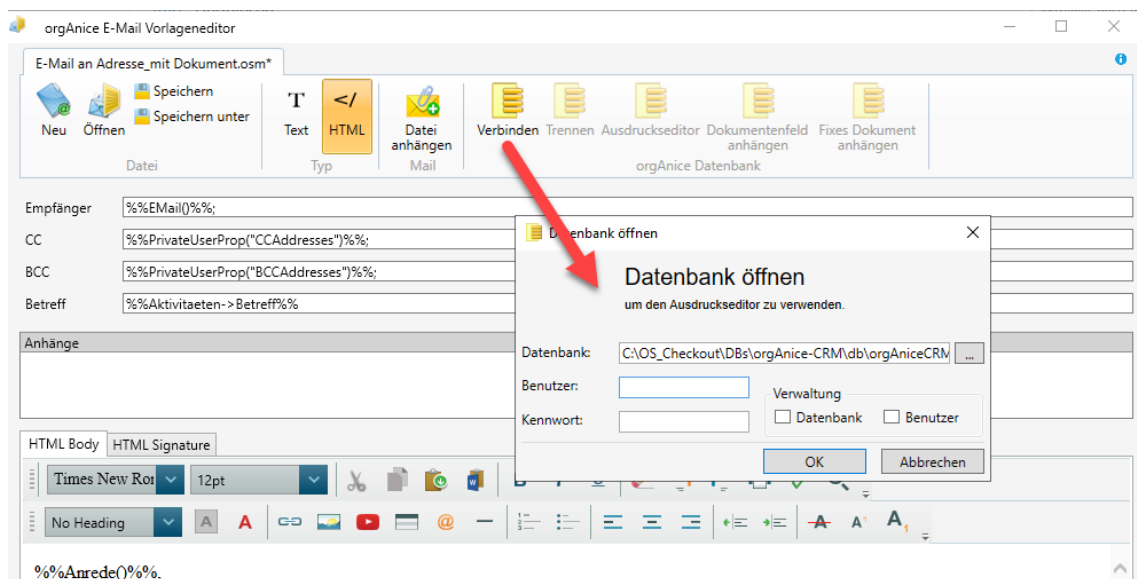 orgAnice E-Mail Vorlageneditor
E-Mail an Adresse_mit Dokument.osm*
Neu
Öffnen
Speichern
Speichern unter
Datei
T
Text
</
HTML
Typ
Datei anhängen
Mail
Verbinden
Trennen
Ausdruckseditor
Dokumentenfeld anhängen
Fixes Dokument anhängen
orgAnice Datenbank
Empfänger
%%EMail()%%;
CC
%%PrivateUserProp("CCAddresses")%%;
BCC
%%PrivateUserProp("BCCAddresses")%%;
Betreff
%%Aktivitaeten->Betreff%%
Anhänge
Datenbank öffnen
Datenbank öffnen
um den Ausdruckseditor zu verwenden.
Datenbank:
C:\OS_Checkout\DBs\orgAnice-CRM\db\orgAniceCRM
...
Benutzer:
Kennwort:
Verwaltung
Datenbank
Benutzer
OK
Abbrechen
HTML Body
HTML Signature
Times New Ror
12pt
No Heading
%%Anrede()%%,